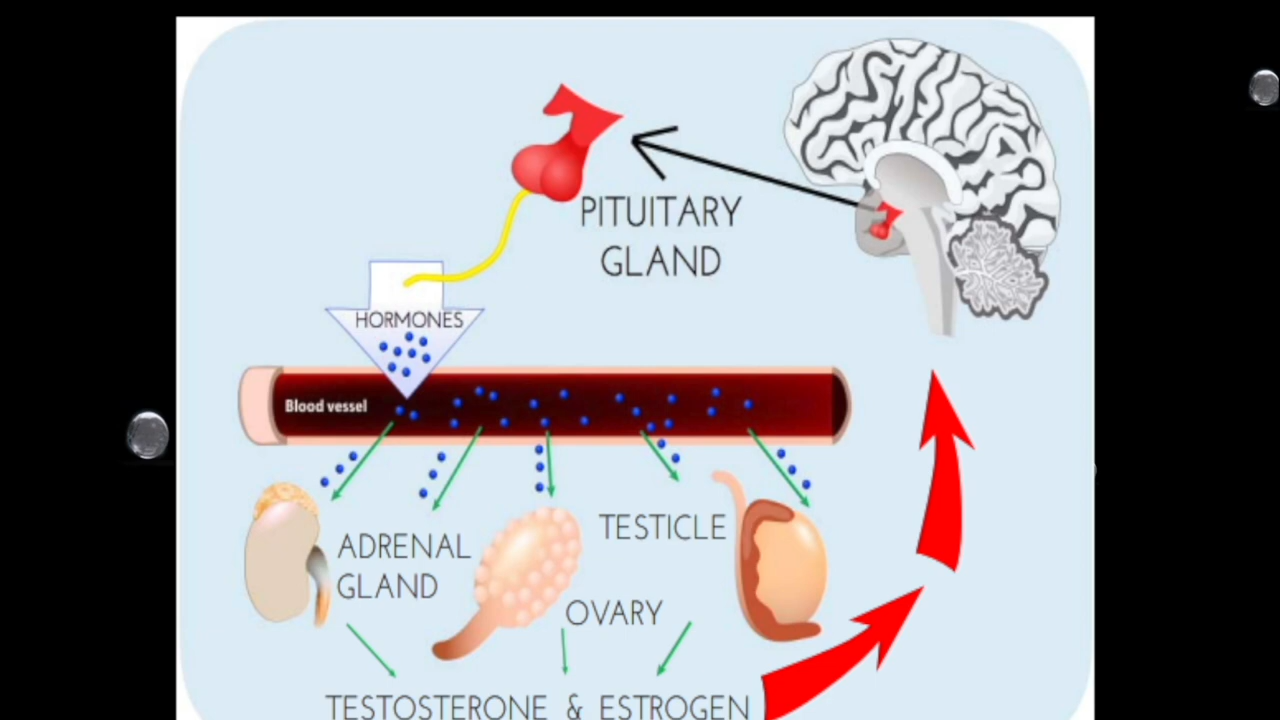 PITUITARY
GLAND
HORMONES
Blood vessel
TESTICLE
ADRENAL
GLAND
OVARY
TESTOSTERONE & ESTROGEN